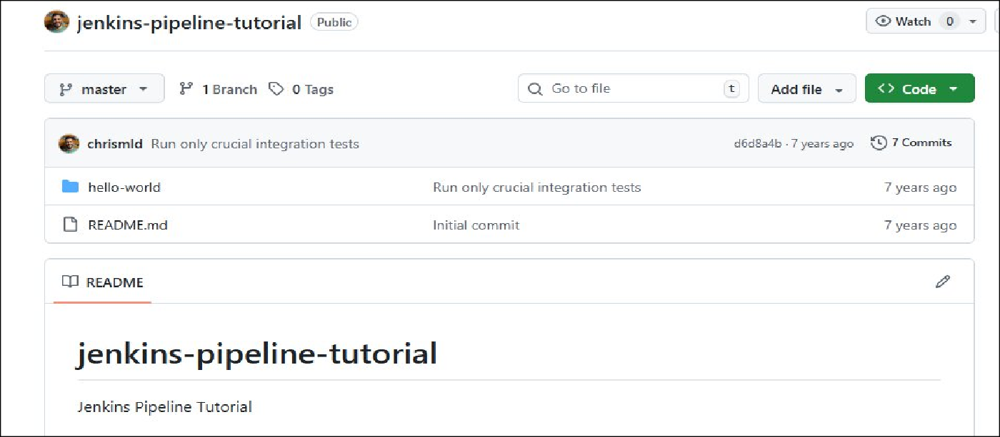 jenkins-pipeline-tutorial Public Watch 0
master 1 Branch 0 Tags Go to file t Add file Code
chrismld Run only crucial integration tests d6d8a4b · 7 years ago 7 Commits
hello-world Run only crucial integration tests 7 years ago
README.md Initial commit 7 years ago
README
jenkins-pipeline-tutorial
Jenkins Pipeline Tutorial